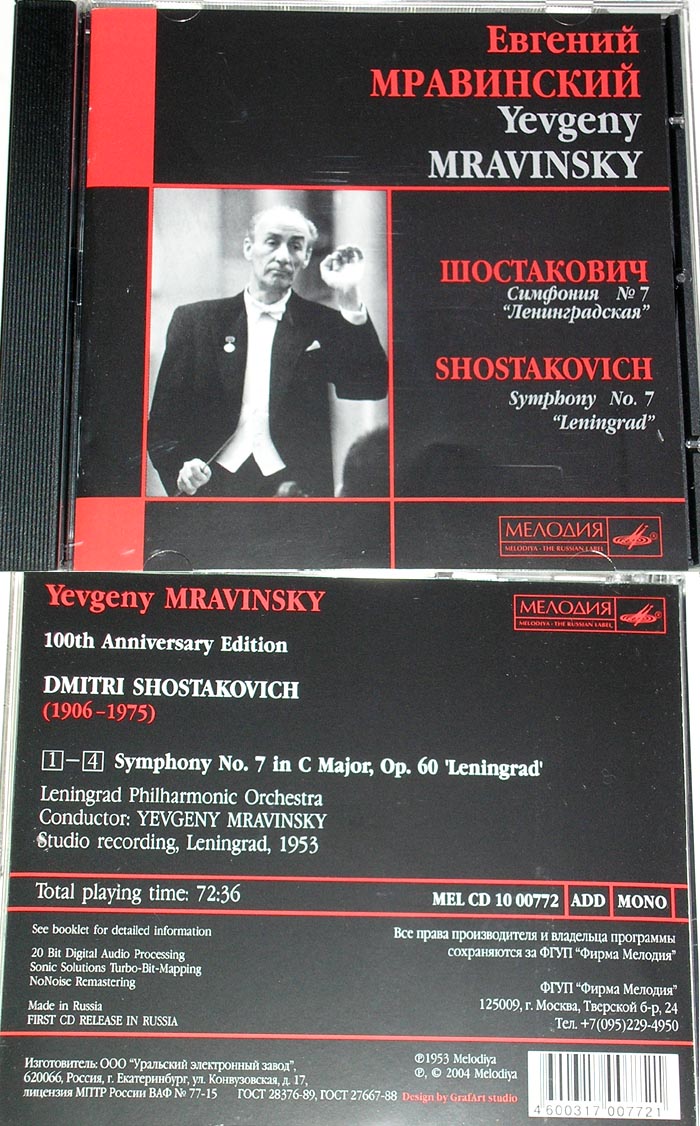 Евгений
МРАВИНСКИЙ
Yevgeny
MRAVINSKY
ШОСТАКОВИЧ
Симфония № 7
“Ленинградская”
SHOSTAKOVICH
Symphony No. 7
“Leningrad”
МЕЛОДИЯ
MELODIYA - THE RUSSIAN LABEL
Yevgeny MRAVINSKY
МЕЛОДИЯ
MELODIYA - THE RUSSIAN LABEL
100th Anniversary Edition
DMITRI SHOSTAKOVICH
(1906–1975)
1–4 Symphony No. 7 in C Major, Op. 60 'Leningrad'
Leningrad Philharmonic Orchestra
Conductor: YEVGENY MRAVINSKY
Studio recording, Leningrad, 1953
Total playing time: 72:36
MEL CD 10 00772 ADD MONO
See booklet for detailed information
20 Bit Digital Audio Processing
Sonic Solutions Turbo-Bit-Mapping
NoNoise Remastering
Made in Russia
FIRST CD RELEASE IN RUSSIA
Все права производителя и владельца программы
сохраняются за ФГУП “Фирма Мелодия”
ФГУП “Фирма Мелодия”
125009, г. Москва, Тверской б-р, 24
Тел. +7(095)229-4950
Изготовитель: ООО “Уральский электронный завод”,
620066, Россия, г. Екатеринбург, ул. Конвузовская, д. 17,
лицензия МПТР России ВАФ № 77-15 ГОСТ 28376-89, ГОСТ 27667-88
℗1953 Melodiya
℗, © 2004 Melodiya
Design by GrafArt studio
4 600317 007721